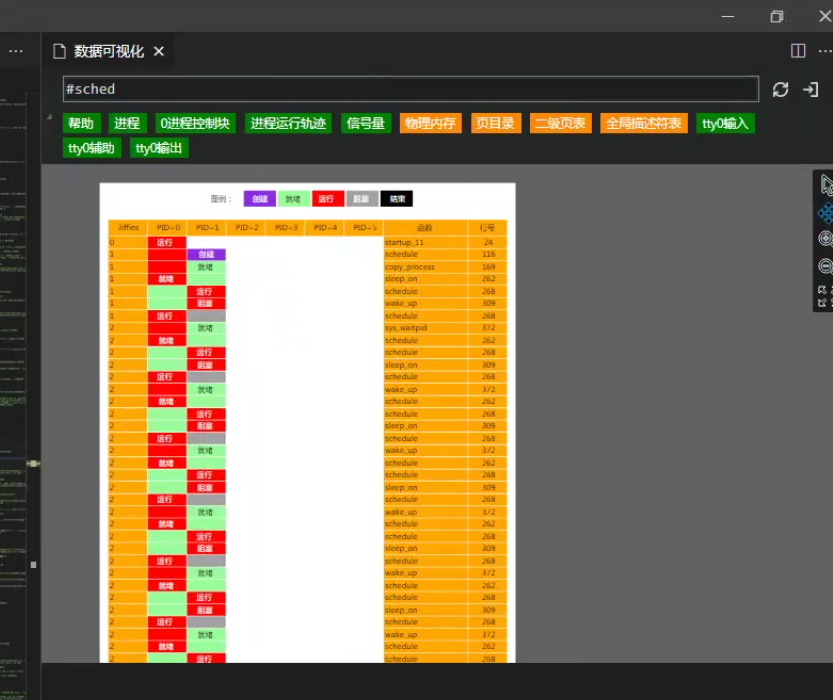 数据可视化
#sched
帮助 进程 0进程控制块 进程运行轨迹 信号量 物理内存 页目录 二级页表 全局描述符表 tty0输入
tty0辅助 tty0输出
图例： 创建 就绪 运行 阻塞 结束
Jiffies PID=0 PID=1 PID=2 PID=3 PID=4 PID=5 函数 行号
0 运行 startup_11 24
1 创建 schedule 116
1 就绪 copy_process 169
1 就绪 sleep_on 262
1 运行 schedule 268
1 阻塞 wake_up 309
1 运行 schedule 268
2 就绪 sys_waitpid 372
2 就绪 schedule 262
2 运行 schedule 268
2 阻塞 sleep_on 309
2 运行 schedule 268
2 就绪 wake_up 372
2 就绪 schedule 262
2 运行 schedule 268
2 阻塞 sleep_on 309
2 运行 schedule 268
2 就绪 wake_up 372
2 就绪 schedule 262
2 运行 schedule 268
2 阻塞 sleep_on 309
2 运行 schedule 268
2 就绪 wake_up 372
2 就绪 schedule 262
2 运行 schedule 268
2 阻塞 sleep_on 309
2 运行 schedule 268
2 就绪 wake_up 372
2 就绪 schedule 262
2 运行 schedule 268
2 阻塞 sleep_on 309
2 运行 schedule 268
2 就绪 wake_up 372
2 就绪 schedule 262
2 运行 schedule 268